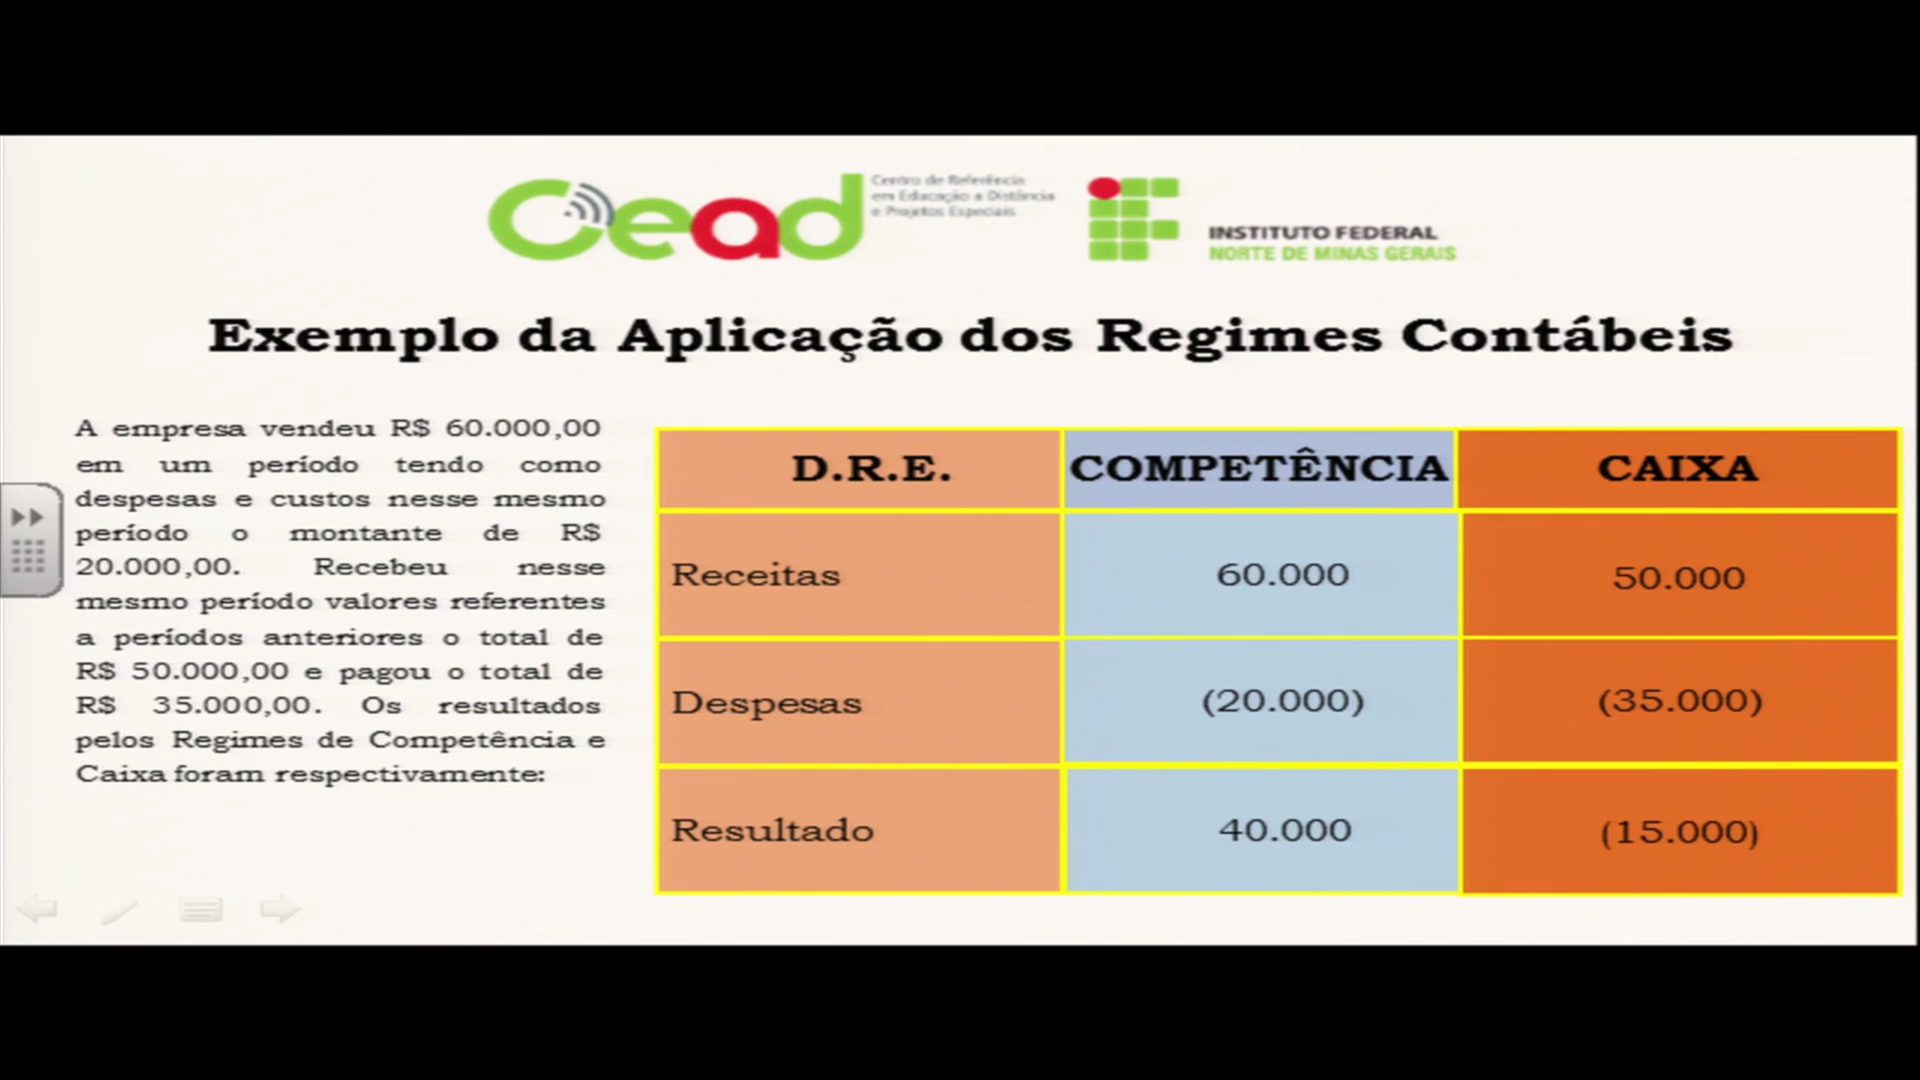 Cead
Centro de Referência
em Educação a Distância
e Projetos Especiais
INSTITUTO FEDERAL
NORTE DE MINAS GERAIS
Exemplo da Aplicação dos Regimes Contábeis
A empresa vendeu R$ 60.000,00
em um período tendo como
despesas e custos nesse mesmo
período o montante de R$
20.000,00. Recebeu nesse
mesmo período valores referentes
a períodos anteriores o total de
R$ 50.000,00 e pagou o total de
R$ 35.000,00. Os resultados
pelos Regimes de Competência e
Caixa foram respectivamente:
D.R.E. COMPETÊNCIA CAIXA
Receitas 60.000 50.000
Despesas (20.000) (35.000)
Resultado 40.000 (15.000)